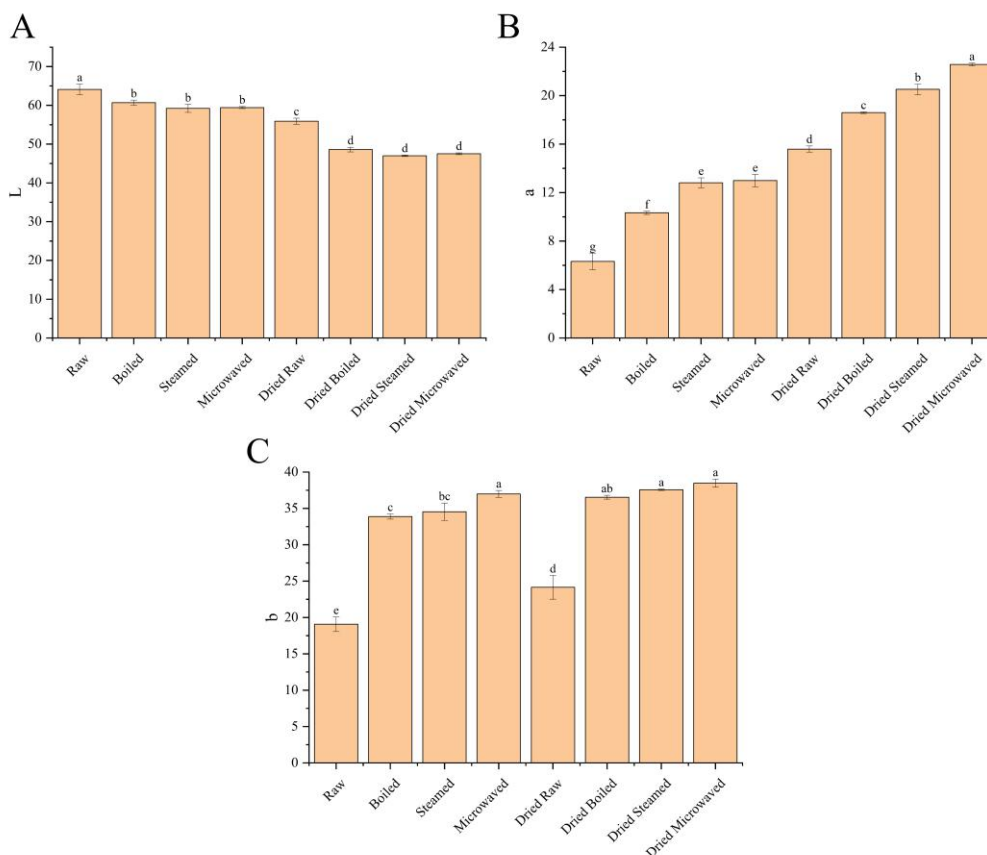 A
L
70
60
50
40
30
20
10
0
a
b
b
b
c
d
d
d
Raw
Boiled
Steamed
Microwaved
Dried Raw
Dried Boiled
Dried Steamed
Dried Microwaved
B
a
24
20
16
12
8
4
0
g
f
e
e
d
c
b
a
Raw
Boiled
Steamed
Microwaved
Dried Raw
Dried Boiled
Dried Steamed
Dried Microwaved
C
b
40
35
30
25
20
15
10
5
0
e
c
bc
a
d
ab
a
a
Raw
Boiled
Steamed
Microwaved
Dried Raw
Dried Boiled
Dried Steamed
Dried Microwaved